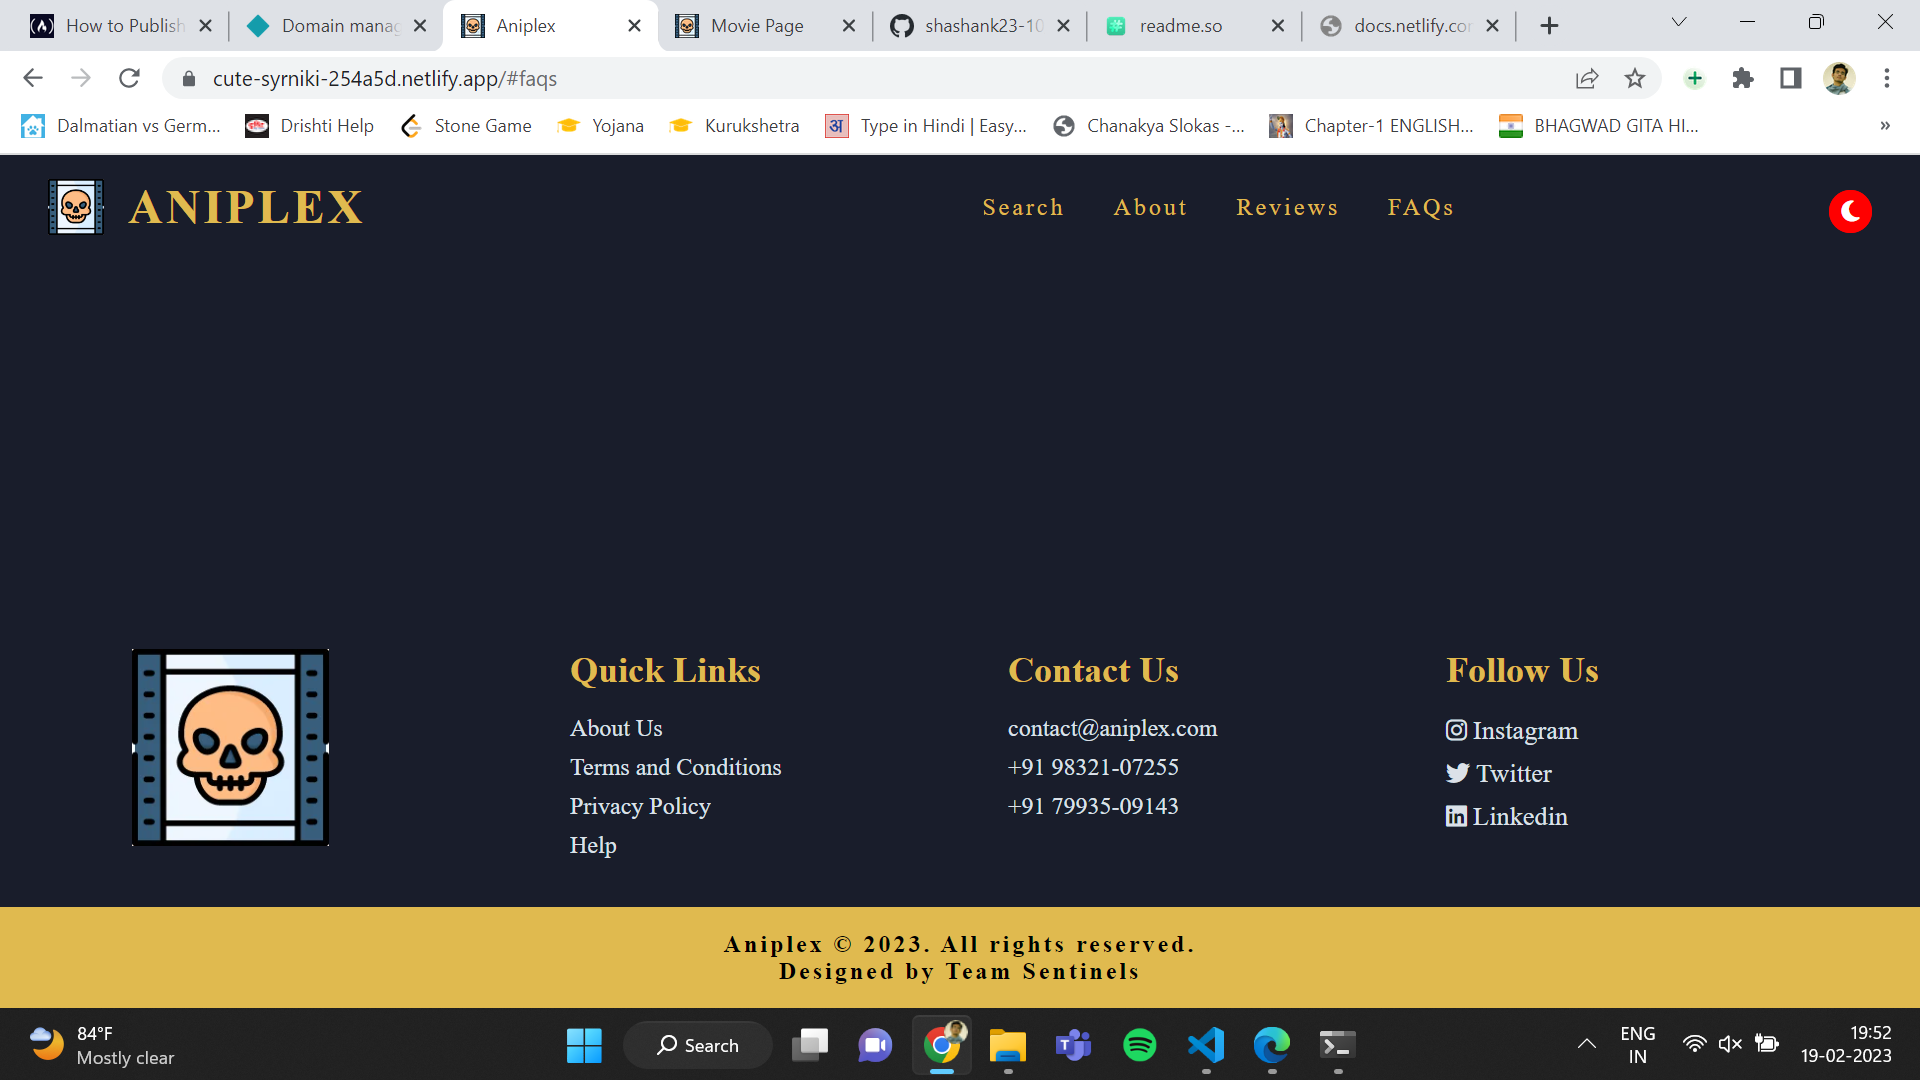 How to Publish
Domain manag
Aniplex
Movie Page
shashank23-10
readme.so
docs.netlify.cor
cute-syrniki-254a5d.netlify.app/#faqs
Dalmatian vs Germ...
Drishti Help
Stone Game
Yojana
Kurukshetra
अ
Type in Hindi | Easy...
Chanakya Slokas -...
Chapter-1 ENGLISH...
BHAGWAD GITA HI...
»
ANIPLEX
Search
About
Reviews
FAQs
Quick Links
About Us
Terms and Conditions
Privacy Policy
Help
Contact Us
contact@aniplex.com
+91 98321-07255
+91 79935-09143
Follow Us
Instagram
Twitter
Linkedin
Aniplex © 2023. All rights reserved.
Designed by Team Sentinels
84°F
Mostly clear
Search
ENG
IN
19:52
19-02-2023